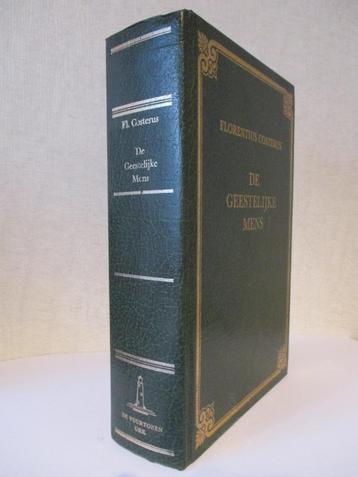 Fl. Costerus
De
Geestelijke
Mens
DE VUURTOREN
URK
FLORENTIUS COSTERUS
DE
GEESTELIJKE
MENS